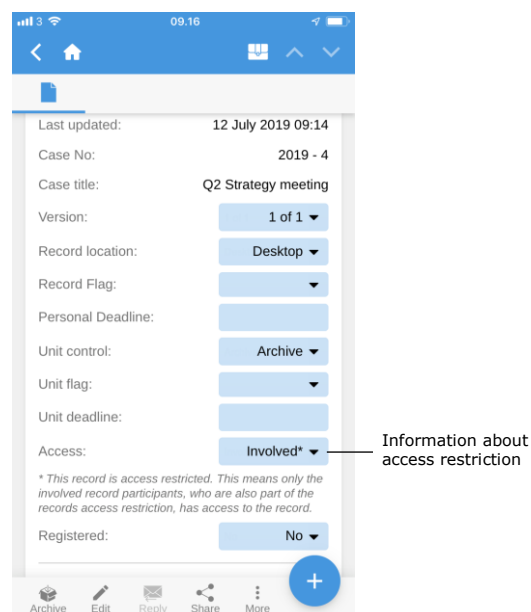 3 09.16
Last updated: 12 July 2019 09:14
Case No: 2019 - 4
Case title: Q2 Strategy meeting
Version: 1 of 1
Record location: Desktop
Record Flag:
Personal Deadline:
Unit control: Archive
Unit flag:
Unit deadline:
Access: Involved*
Information about
access restriction
* This record is access restricted. This means only the
involved record participants, who are also part of the
records access restriction, has access to the record.
Registered: No
+
Archive Edit Reply Share More